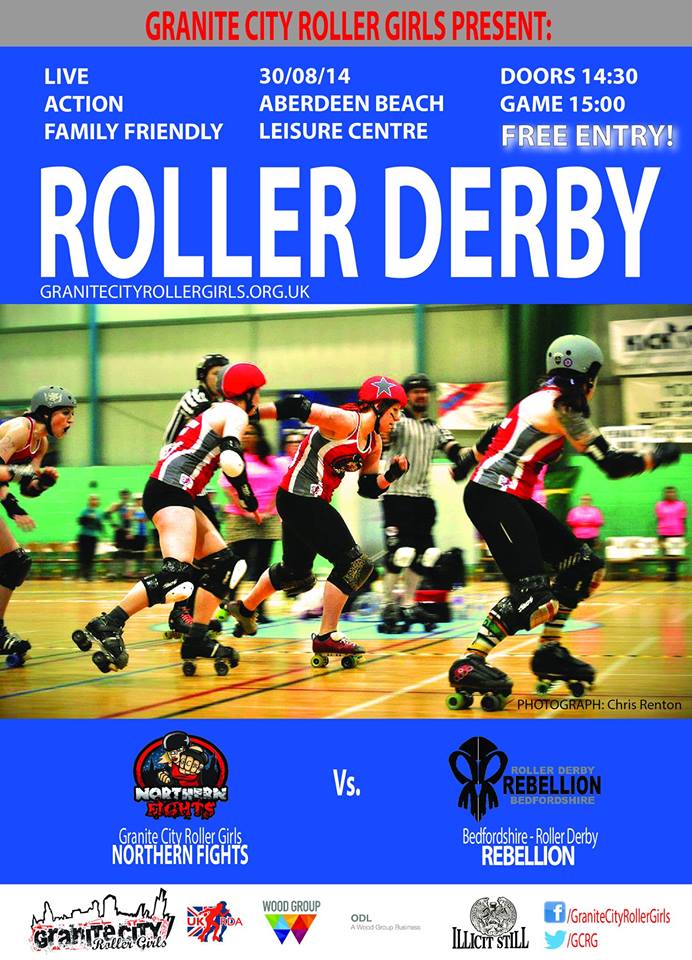 GRANITE CITY ROLLER GIRLS PRESENT:
LIVE
ACTION
FAMILY FRIENDLY
30/08/14
ABERDEEN BEACH
LEISURE CENTRE
DOORS 14:30
GAME 15:00
FREE ENTRY!
ROLLER DERBY
GRANITECITYROLLERGIRLS.ORG.UK
PHOTOGRAPH: Chris Renton
NORTHERN
FIGHTS
Granite City Roller Girls
NORTHERN FIGHTS
Vs.
ROLLER DERBY
REBELLION
BEDFORDSHIRE
Bedfordshire - Roller Derby
REBELLION
GRANITE CITY
Roller Girls
UK RDA
WOOD GROUP
ODL
A Wood Group Business
ILLICIT STILL
/GraniteCityRollerGirls
/GCRG